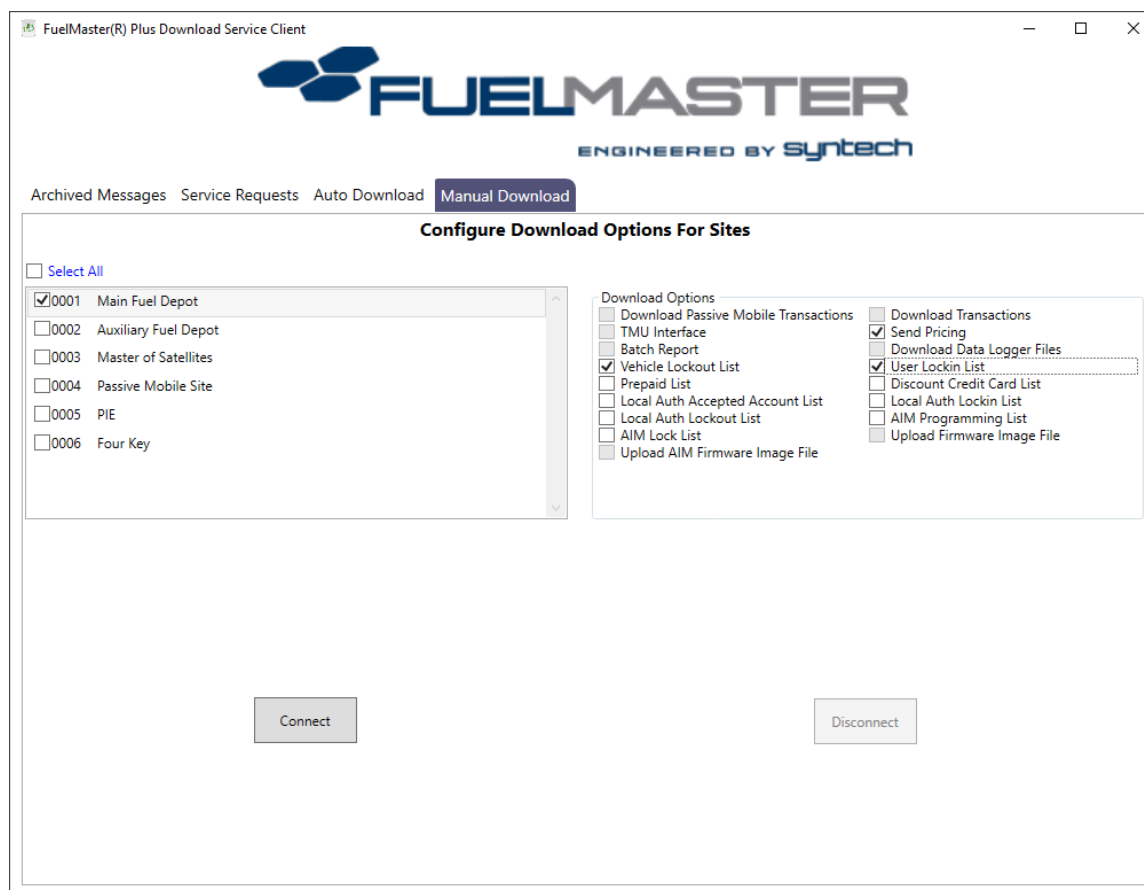 FuelMaster(R) Plus Download Service Client
FUELMASTER
ENGINEERED BY syntech
Archived Messages Service Requests Auto Download Manual Download
Configure Download Options For Sites
Select All
0001 Main Fuel Depot
0002 Auxiliary Fuel Depot
0003 Master of Satellites
0004 Passive Mobile Site
0005 PIE
0006 Four Key
Download Options
Download Passive Mobile Transactions Download Transactions
TMU Interface Send Pricing
Batch Report Download Data Logger Files
Vehicle Lockout List User Lockin List
Prepaid List Discount Credit Card List
Local Auth Accepted Account List Local Auth Lockin List
Local Auth Lockout List AIM Programming List
AIM Lock List Upload Firmware Image File
Upload AIM Firmware Image File
Connect Disconnect